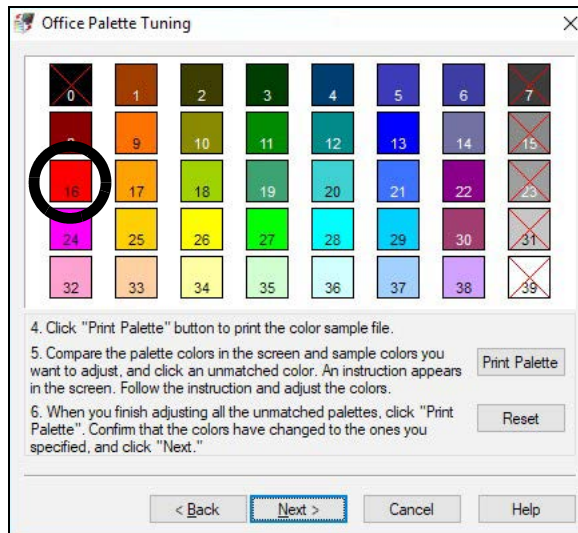 Office Palette Tuning
0 1 2 3 4 5 6 7
9 10 11 12 13 14 15
16 17 18 19 20 21 22 23
24 25 26 27 28 29 30 31
32 33 34 35 36 37 38 39
4. Click "Print Palette" button to print the color sample file.
5. Compare the palette colors in the screen and sample colors you
want to adjust, and click an unmatched color. An instruction appears
in the screen. Follow the instruction and adjust the colors.
Print Palette
6. When you finish adjusting all the unmatched palettes, click "Print
Palette". Confirm that the colors have changed to the ones you
specified, and click "Next."
Reset
< Back Next > Cancel Help